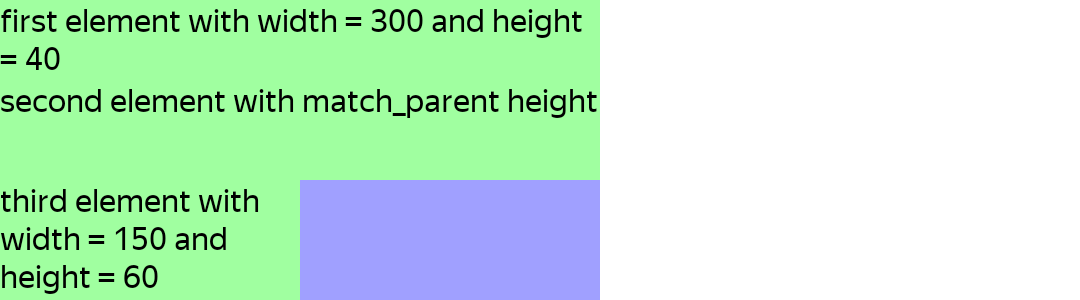 first element with width = 300 and height
= 40
second element with match_parent height
third element with
width = 150 and
height = 60